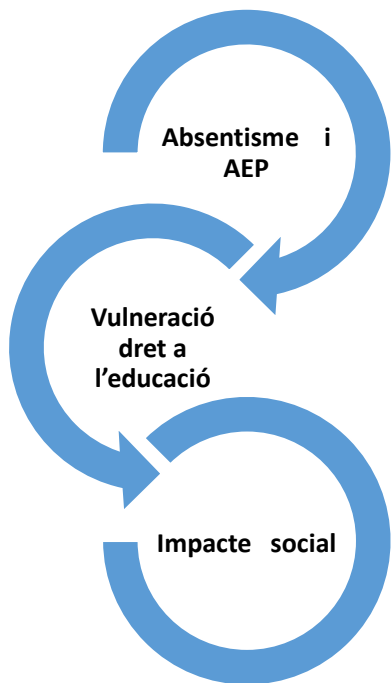 Absentisme i
AEP
Vulneració
dret a
l'educació
Impacte social